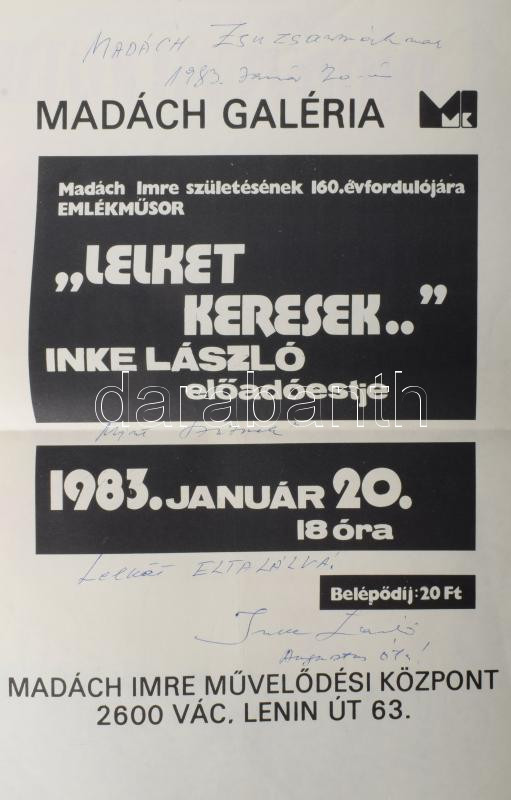 MADÁCH Zsuzsannának
1983. Január 20-án
MADÁCH GALÉRIA
Madách Imre születésének 160.évfordulójára
EMLÉKMŰSOR
„LELKET
KERESEK..”
INKE LÁSZLÓ
előadóestje
darabanth
1983.JANUÁR 20.
18 óra
ELTALÁLVA!
Belépődíj:20 Ft
Inke László
MADÁCH IMRE MŰVELŐDÉSI KÖZPONT
2600 VÁC. LENIN ÚT 63.